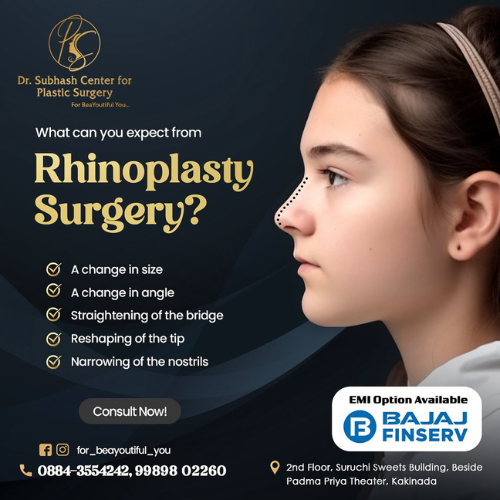 Dr. Subhash Center for
Plastic Surgery
For BeaYoutiful You...
What can you expect from
Rhinoplasty
Surgery?
A change in size
A change in angle
Straightening of the bridge
Reshaping of the tip
Narrowing of the nostrils
Consult Now!
EMI Option Available
BAJAJ
FINSERV
for_beayoutiful_you
0884-3554242, 99898 02260
2nd Floor, Suruchi Sweets Building, Beside
Padma Priya Theater, Kakinada